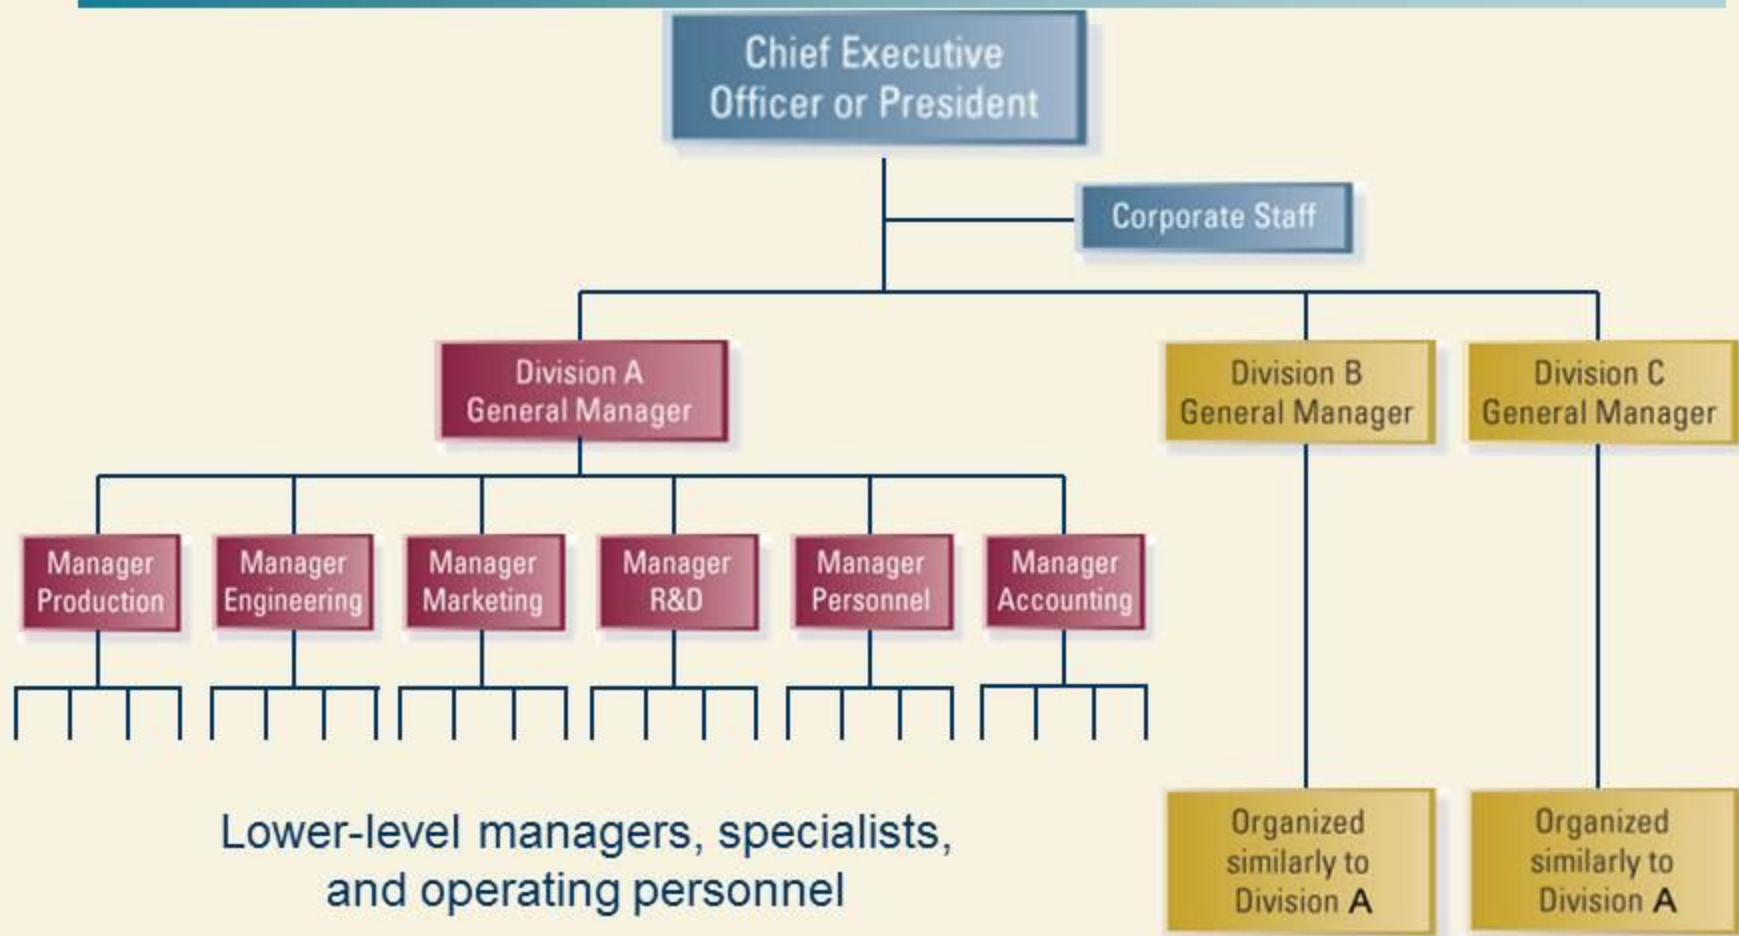 Chief Executive
Officer or President
Corporate Staff
Division A
General Manager
Division B
General Manager
Division C
General Manager
Manager
Production
Manager
Engineering
Manager
Marketing
Manager
R&D
Manager
Personnel
Manager
Accounting
Lower-level managers, specialists,
and operating personnel
Organized
similarly to
Division A
Organized
similarly to
Division A